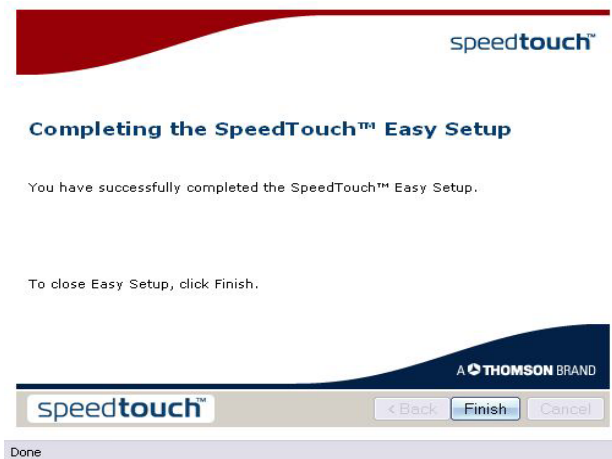 speedtouch™
Completing the SpeedTouch™ Easy Setup
You have successfully completed the SpeedTouch™ Easy Setup.
To close Easy Setup, click Finish.
A THOMSON BRAND
speedtouch™
< Back Finish Cancel
Done